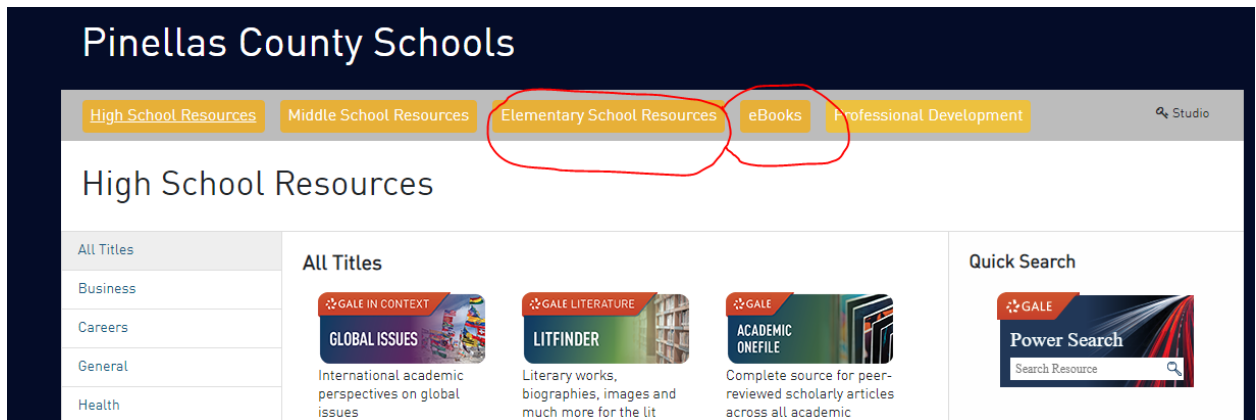 Pinellas County Schools
High School Resources
Middle School Resources
Elementary School Resources
eBooks
Professional Development
Studio
High School Resources
All Titles
Business
Careers
General
Health
All Titles
GALE IN CONTEXT
GLOBAL ISSUES
International academic
perspectives on global
issues
GALE LITERATURE
LITFINDER
Literary works,
biographies, images and
much more for the lit
GALE
ACADEMIC
ONEFILE
Complete source for peer-
reviewed scholarly articles
across all academic
Quick Search
GALE
Power Search
Search Resource